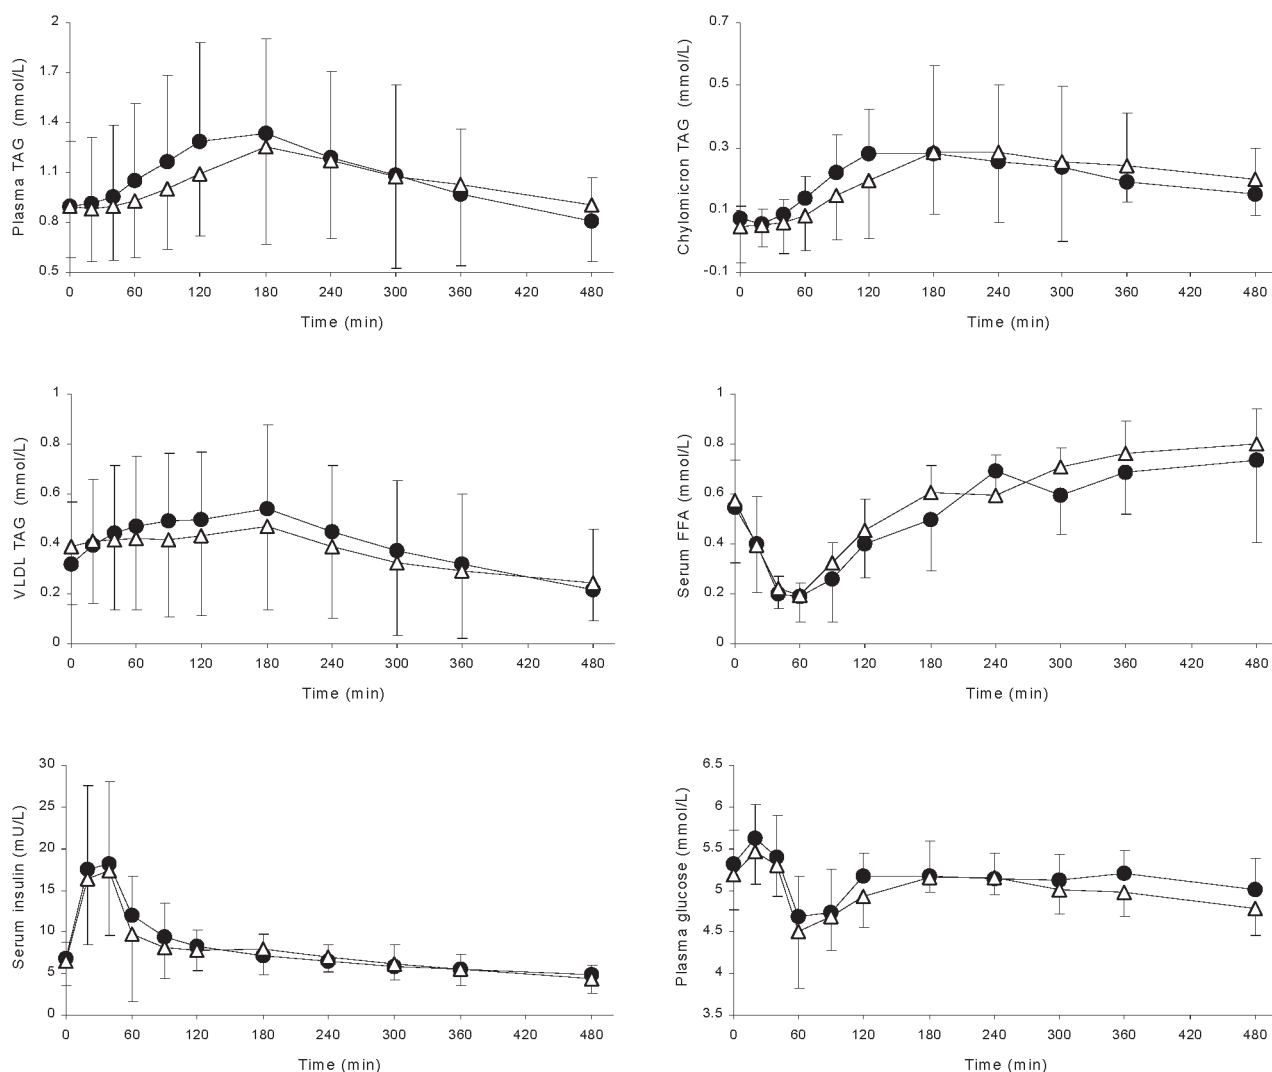 Plasma TAG (mmol/L)
2
1.7
1.4
1.1
0.8
0.5
0 60 120 180 240 300 360 420 480
Time (min)
Chylomicron TAG (mmol/L)
0.7
0.5
0.3
0.1
-0.1
0 60 120 180 240 300 360 420 480
Time (min)
VLDL TAG (mmol/L)
1
0.8
0.6
0.4
0.2
0
0 60 120 180 240 300 360 420 480
Time (min)
Serum FFA (mmol/L)
1
0.8
0.6
0.4
0.2
0
0 60 120 180 240 300 360 420 480
Time (min)
Serum insulin (mU/L)
30
25
20
15
10
5
0
0 60 120 180 240 300 360 420 480
Time (min)
Plasma glucose (mmol/L)
6.5
6
5.5
5
4.5
4
3.5
0 60 120 180 240 300 360 420 480
Time (min)